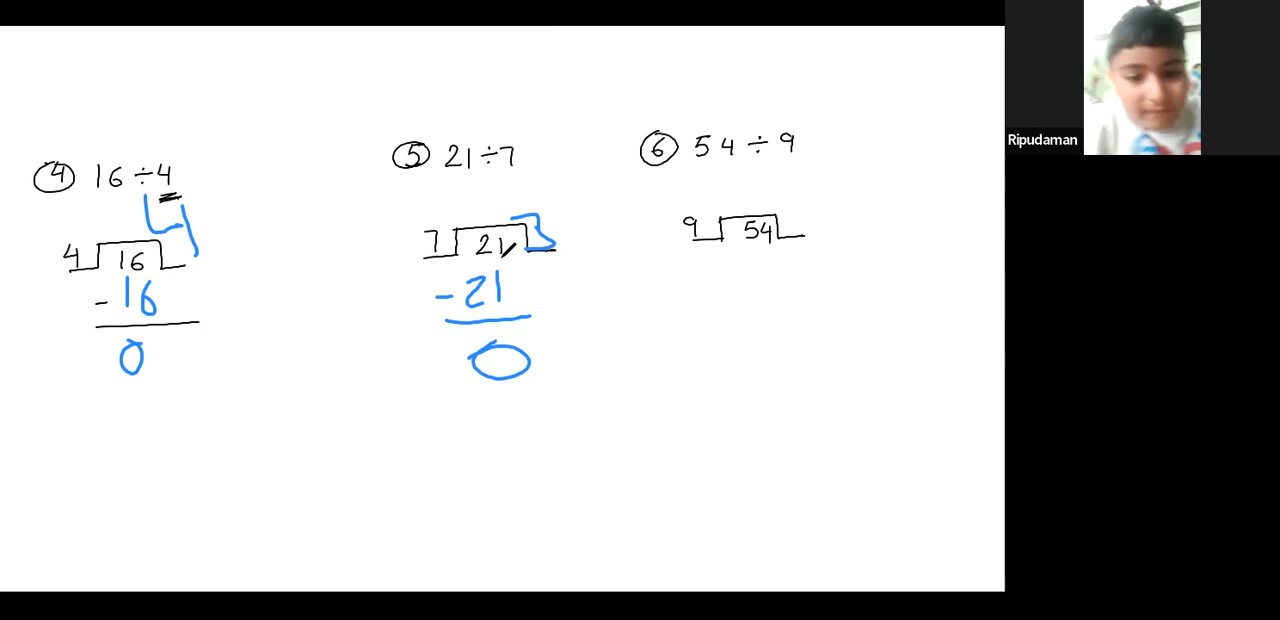 ④ 16 ÷ 4
4
4 16
- 16
0
⑤ 21 ÷ 7
3
7 21
- 21
0
⑥ 54 ÷ 9
9 54
Ripudaman